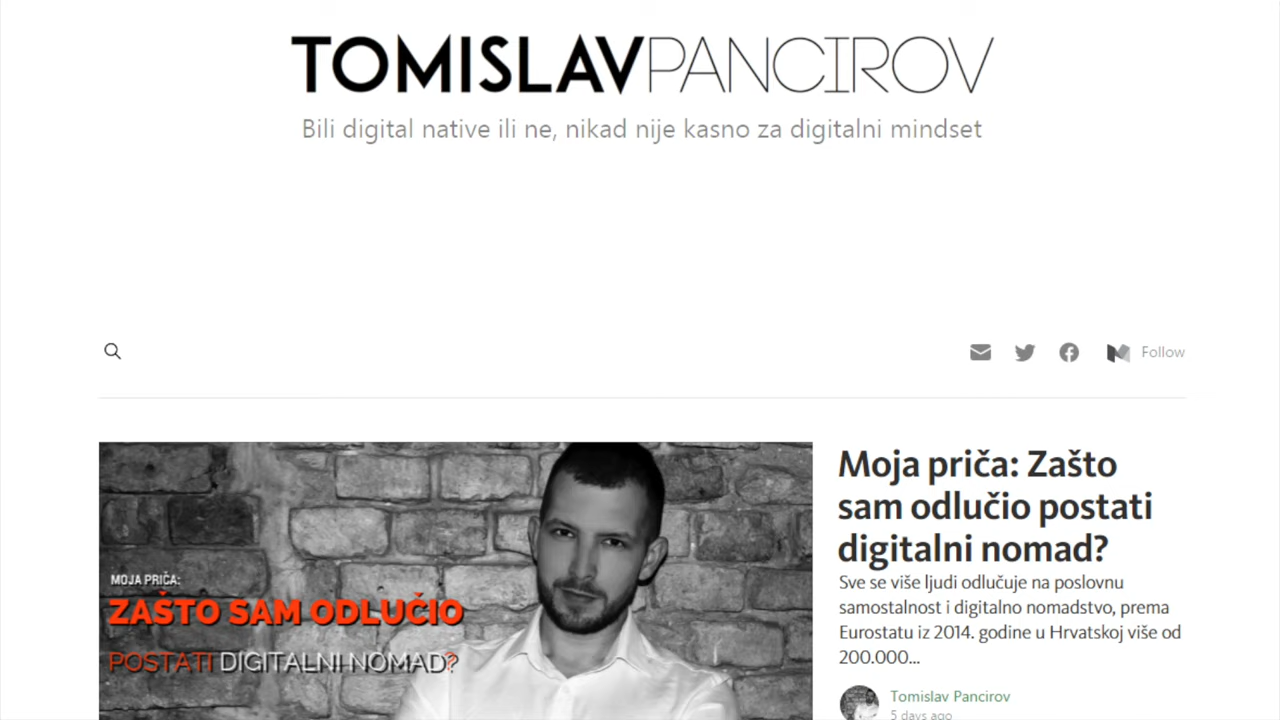 TOMISLAVPANCIROV
Bili digital native ili ne, nikad nije kasno za digitalni mindset
Follow
MOJA PRIČA:
ZAŠTO SAM ODLUČIO
POSTATI DIGITALNI NOMAD?
Moja priča: Zašto
sam odlučio postati
digitalni nomad?
Sve se više ljudi odlučuje na poslovnu
samostalnost i digitalno nomadstvo, prema
Eurostatu iz 2014. godine u Hrvatskoj više od
200.000...
Tomislav Pancirov
5 days ago